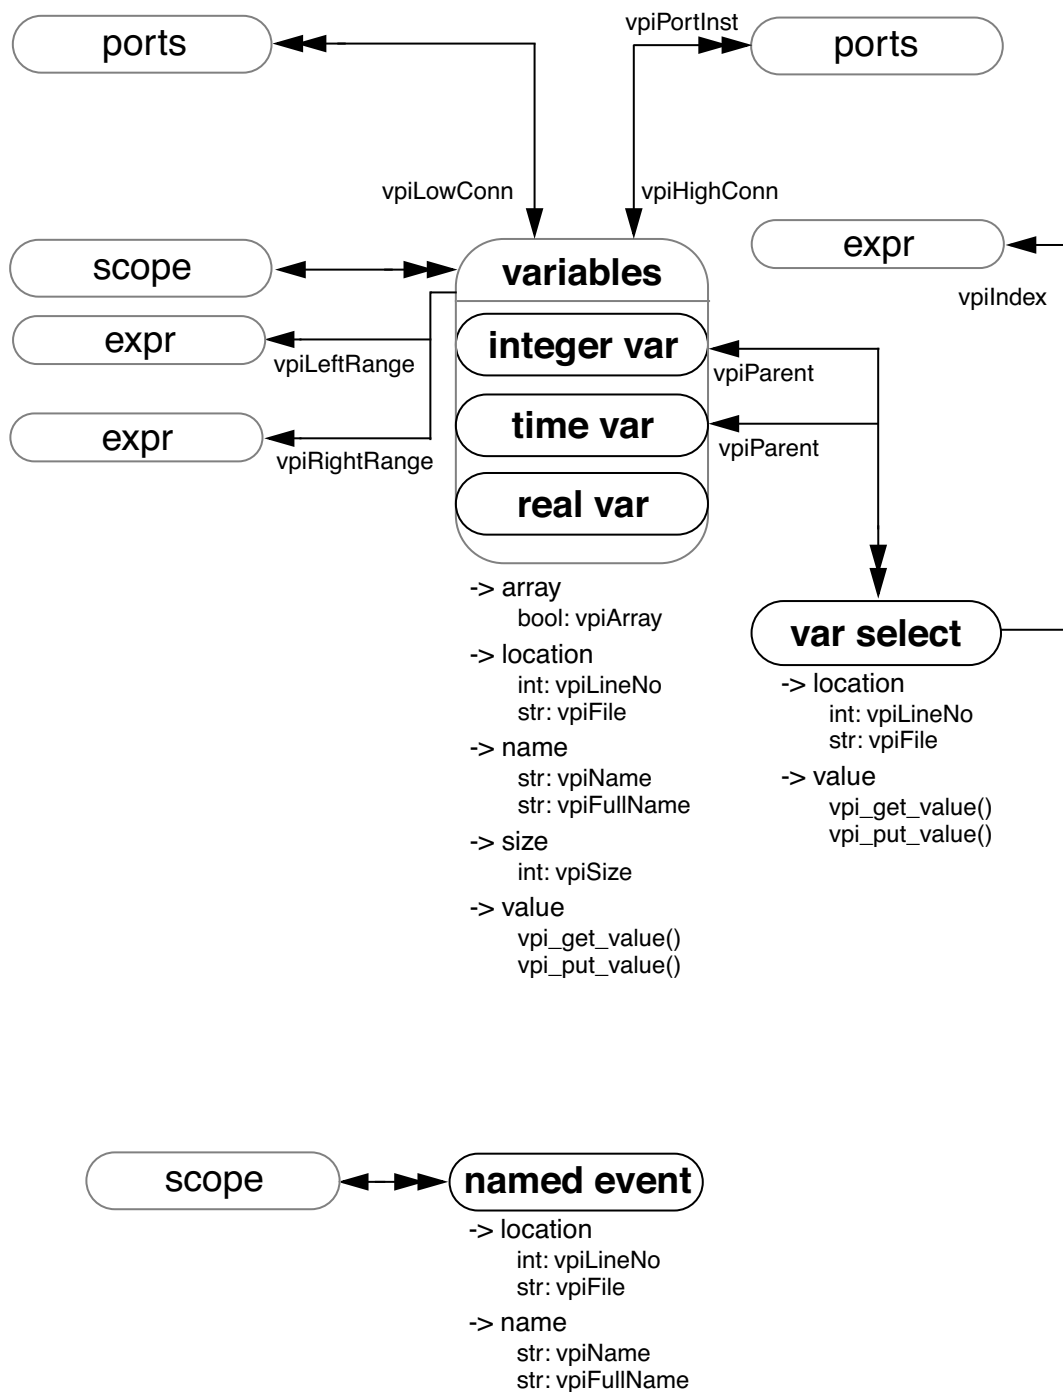 vpiPortInst
ports
ports
vpiLowConn
vpiHighConn
expr
scope
variables
vpiIndex
expr
integer var
vpiLeftRange
vpiParent
expr
time var
vpiRightRange
vpiParent
real var
-> array
bool: vpiArray
-> location
int: vpiLineNo
str: vpiFile
-> name
str: vpiName
str: vpiFullName
-> size
int: vpiSize
-> value
vpi_get_value()
vpi_put_value()
var select
-> location
int: vpiLineNo
str: vpiFile
-> value
vpi_get_value()
vpi_put_value()
scope
named event
-> location
int: vpiLineNo
str: vpiFile
-> name
str: vpiName
str: vpiFullName